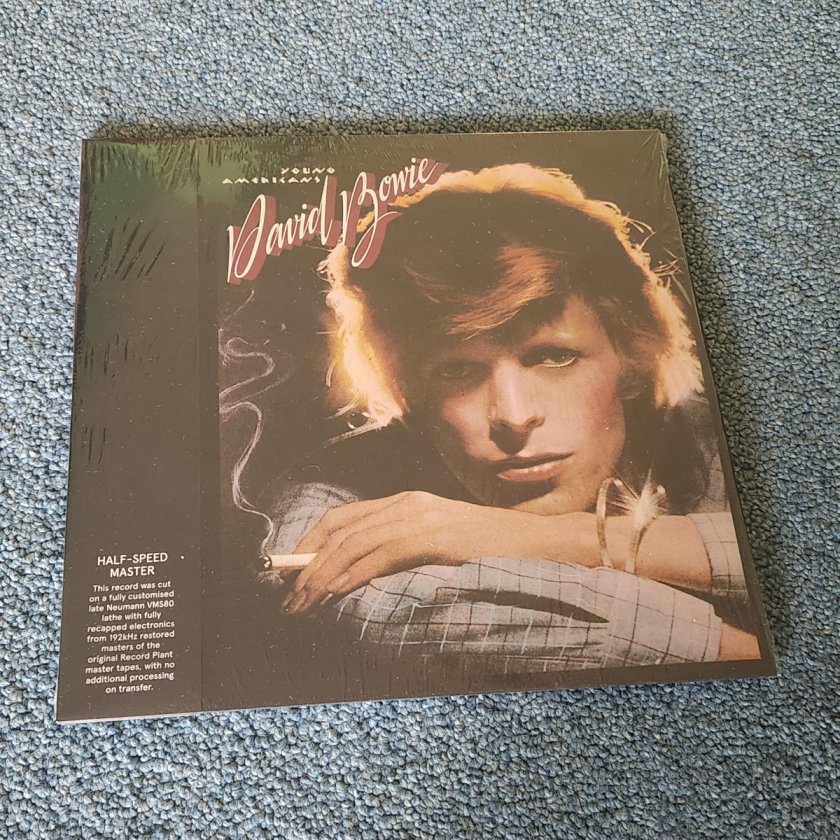 YOUNG
AMERICANS
David Bowie
HALF-SPEED
MASTER
This record was cut
on a fully customised
late Neumann VMS80
lathe with fully
recapped electronics
from 192kHz restored
masters of the
original Record Plant
master tapes, with no
additional processing
on transfer.